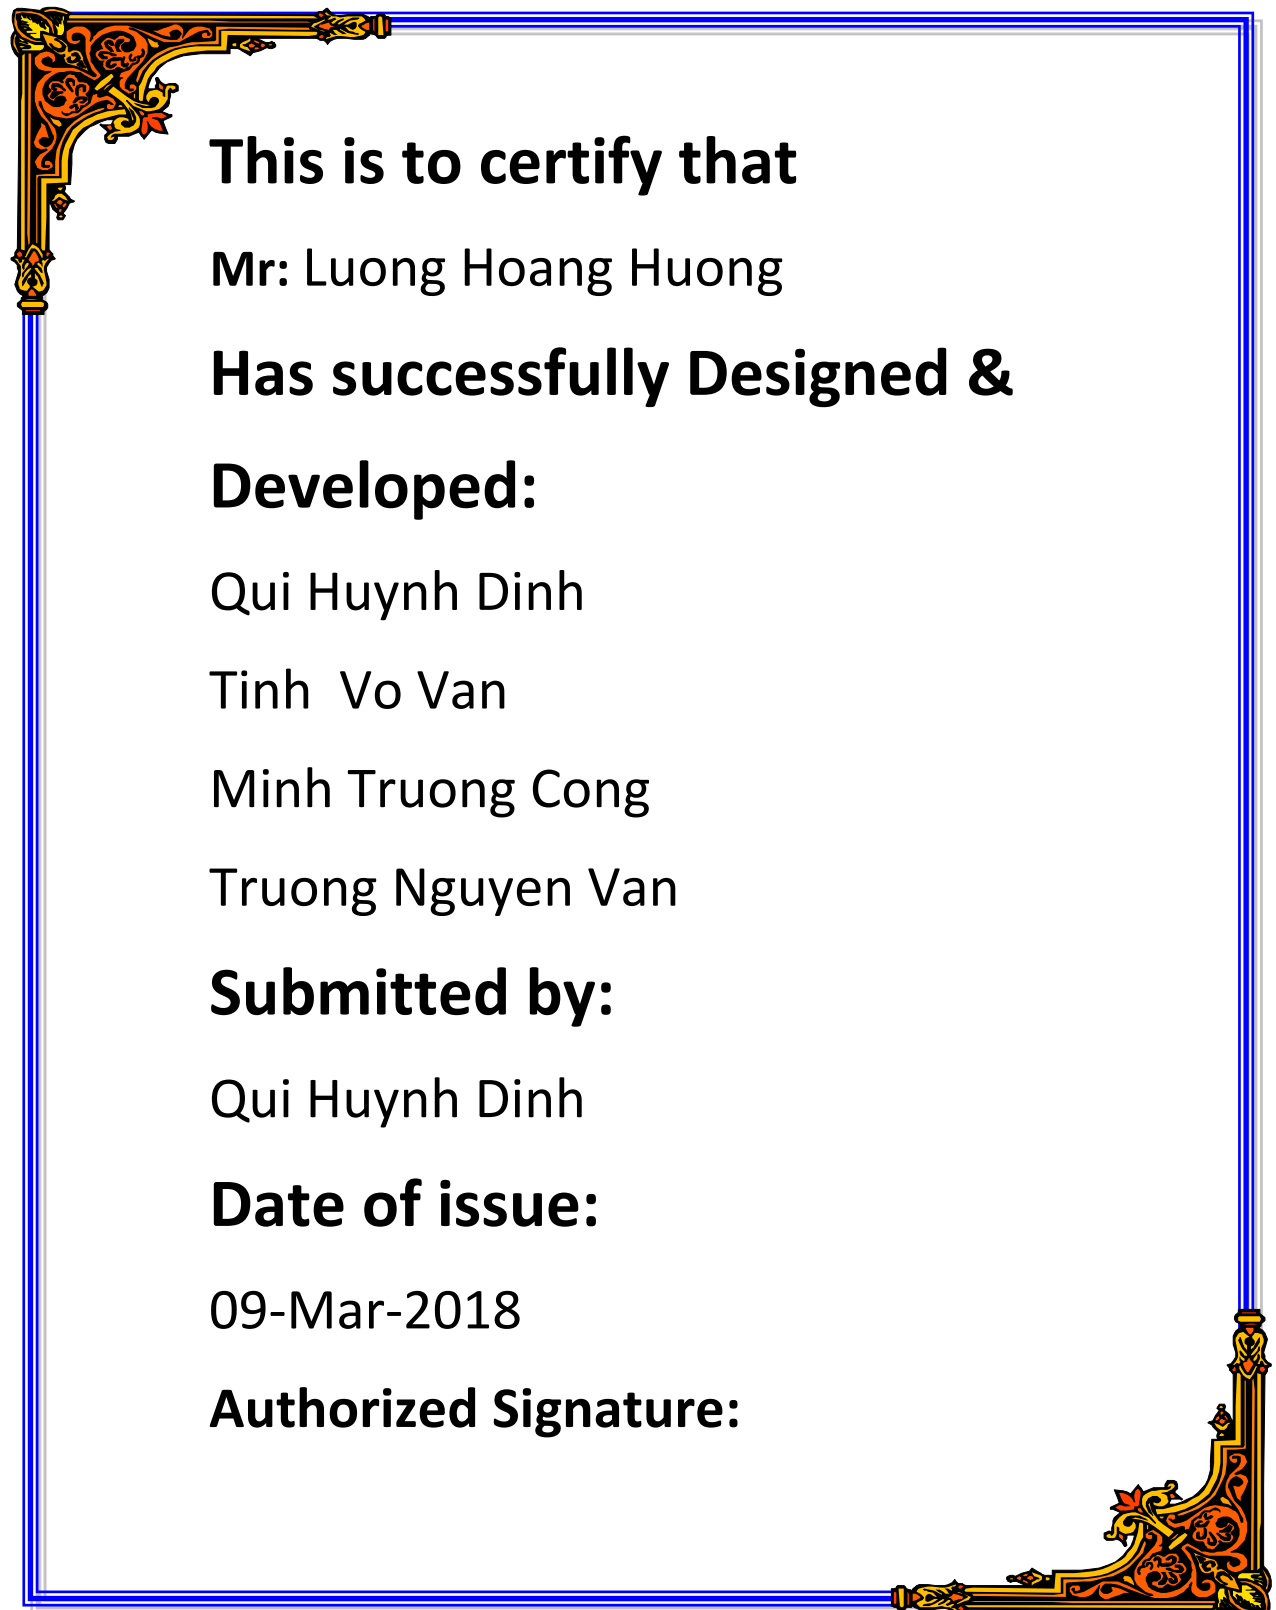 This is to certify that
Mr: Luong Hoang Huong
Has successfully Designed &
Developed:
Qui Huynh Dinh
Tinh  Vo Van
Minh Truong Cong
Truong Nguyen Van
Submitted by:
Qui Huynh Dinh
Date of issue:
09-Mar-2018
Authorized Signature: